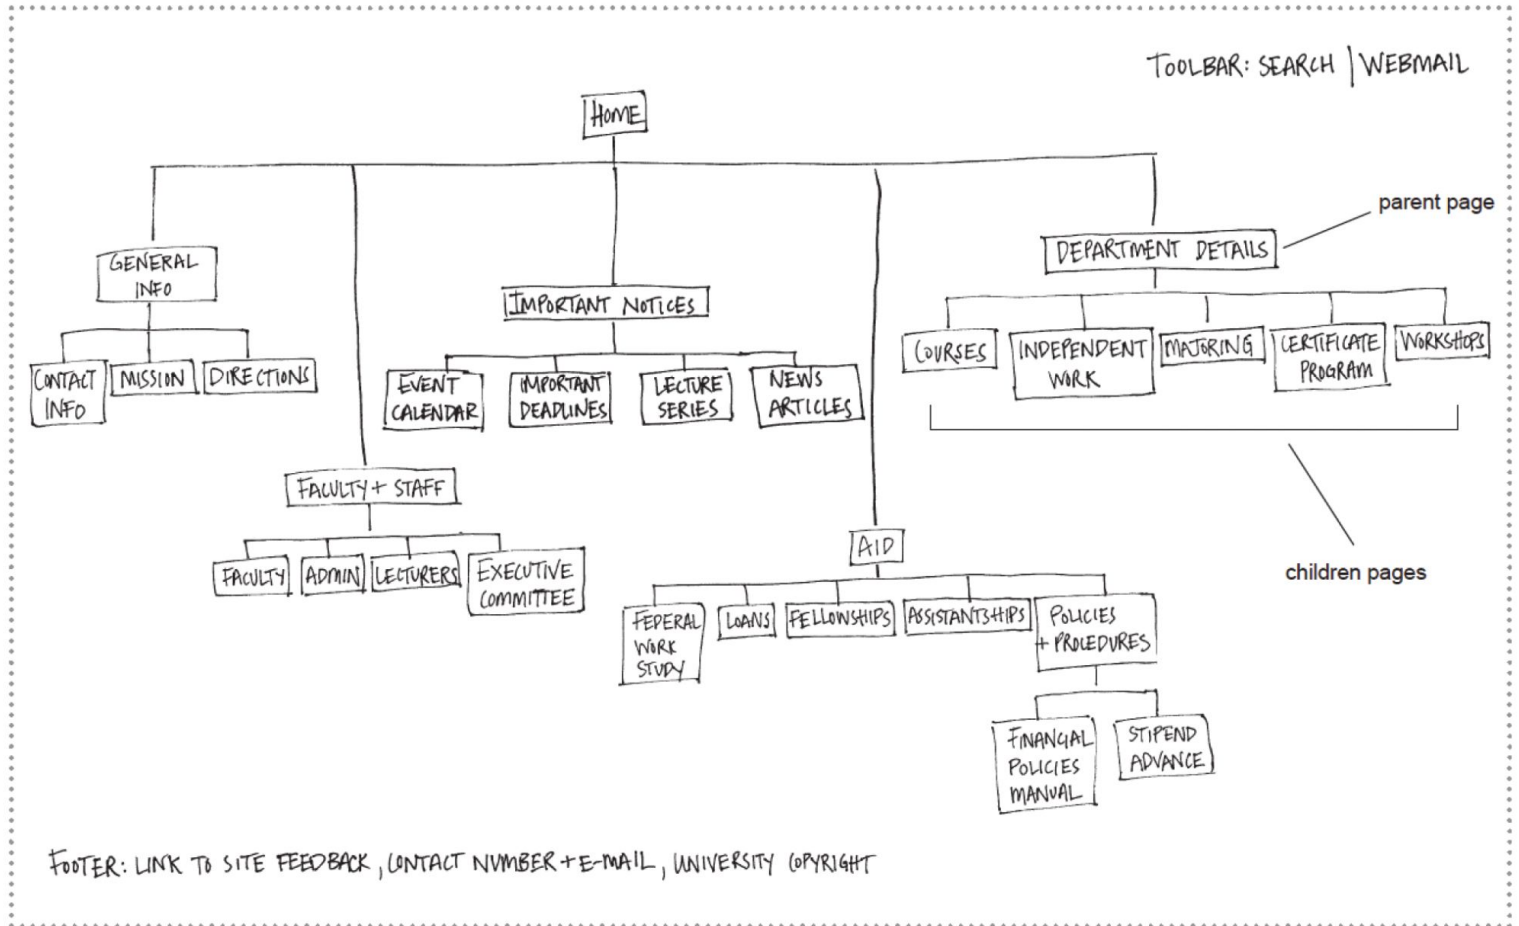 TOOLBAR: SEARCH | WEBMAIL
HOME
parent page
GENERAL
INFO
DEPARTMENT DETAILS
IMPORTANT NOTICES
CONTACT
INFO
MISSION
DIRECTIONS
EVENT
CALENDAR
IMPORTANT
DEADLINES
LECTURE
SERIES
NEWS
ARTICLES
COURSES
INDEPENDENT
WORK
MAJORING
CERTIFICATE
PROGRAM
WORKSHOPS
FACULTY + STAFF
FACULTY
ADMIN
LECTURERS
EXECUTIVE
COMMITTEE
AID
children pages
FEDERAL
WORK
STUDY
LOANS
FELLOWSHIPS
ASSISTANTSHIPS
POLICIES
+ PROCEDURES
FINANCIAL
POLICIES
MANUAL
STIPEND
ADVANCE
FOOTER: LINK TO SITE FEEDBACK, CONTACT NUMBER + E-MAIL, UNIVERSITY COPYRIGHT